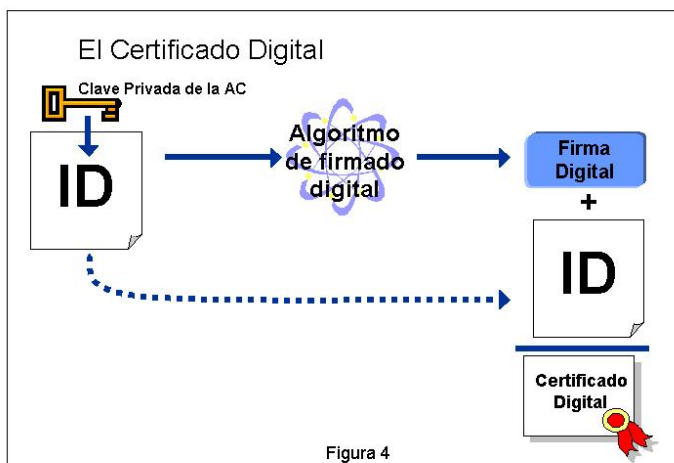 El Certificado Digital
Clave Privada de la AC
ID
Algoritmo
de firmado
digital
Firma
Digital
+
ID
Certificado
Digital
Figura 4